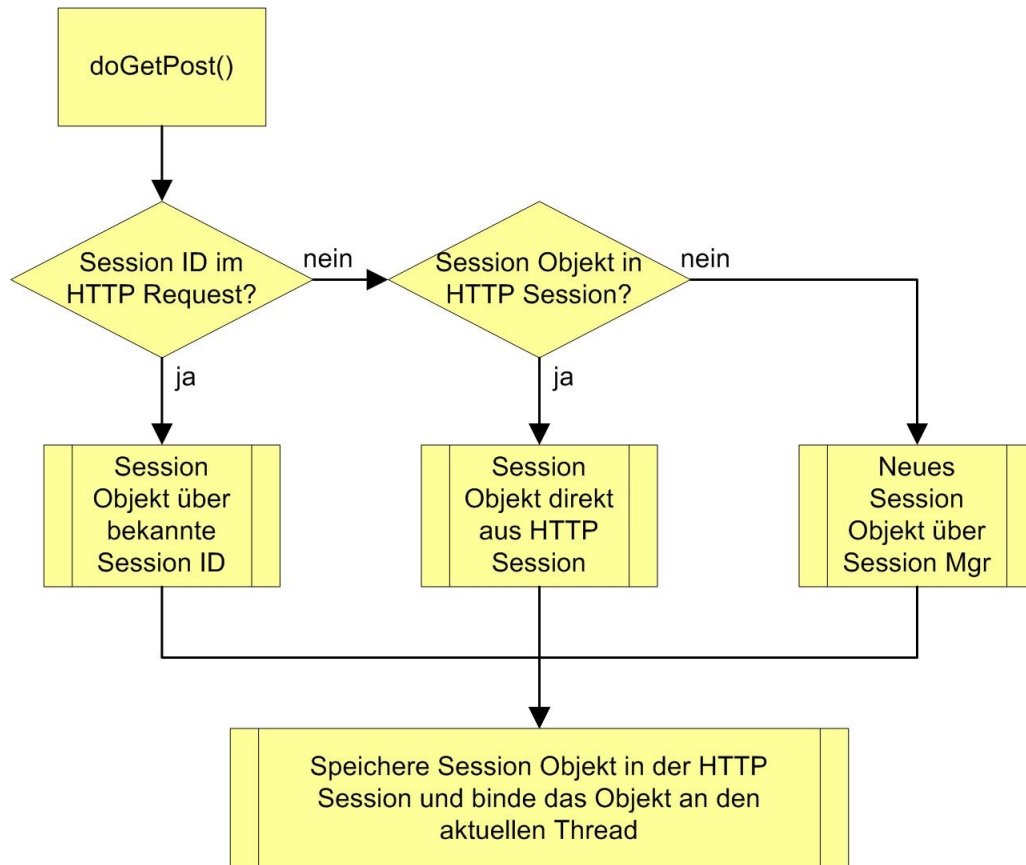 doGetPost()
Session ID im
HTTP Request?
nein
Session Objekt in
HTTP Session?
nein
ja
ja
Session
Objekt über
bekannte
Session ID
Session
Objekt direkt
aus HTTP
Session
Neues
Session
Objekt über
Session Mgr
Speichere Session Objekt in der HTTP
Session und binde das Objekt an den
aktuellen Thread